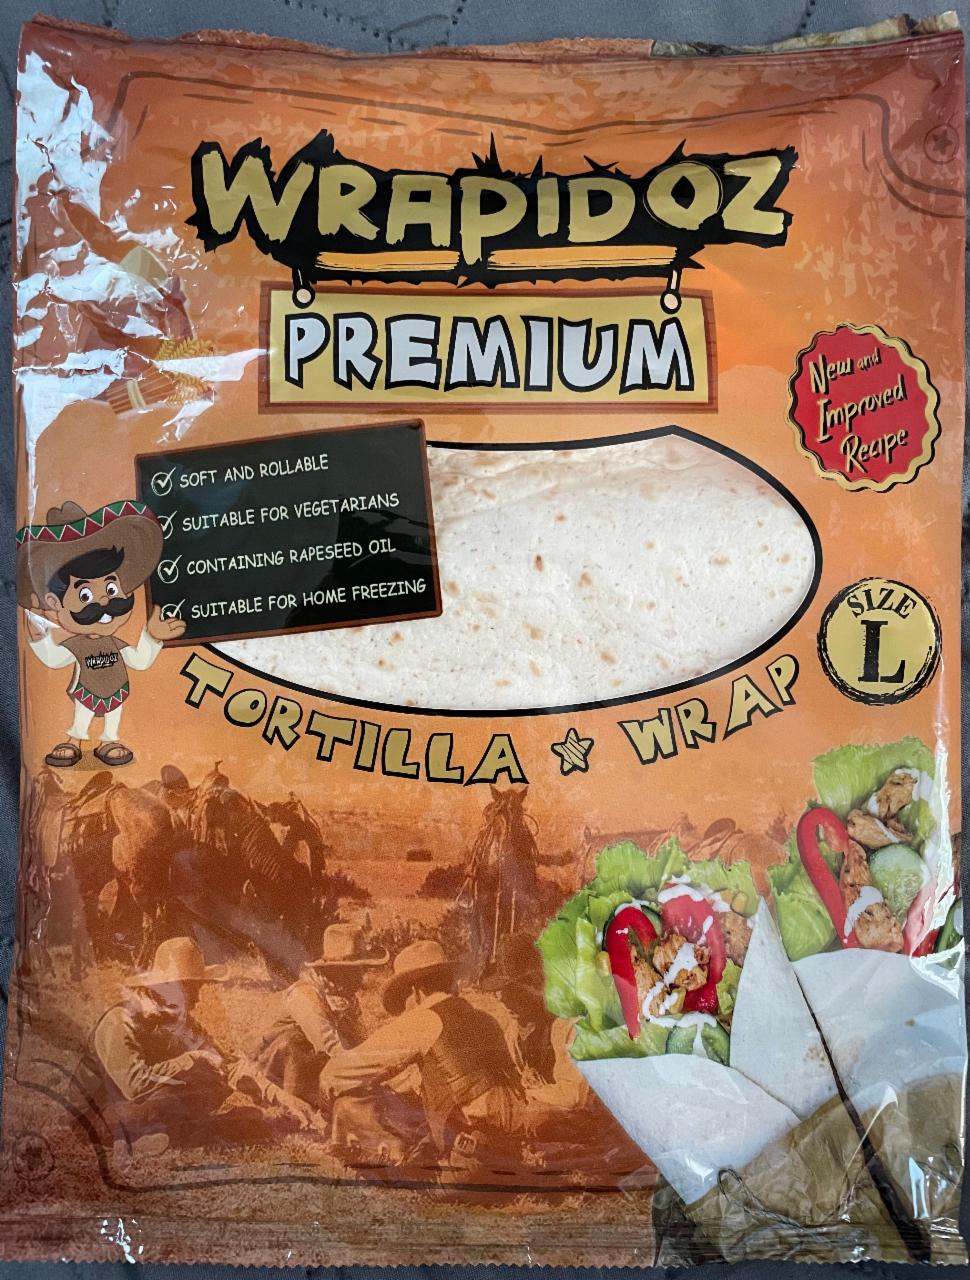 WRAPIDOZ
PREMIUM
New and
Improved
Recipe
SOFT AND ROLLABLE
SUITABLE FOR VEGETARIANS
CONTAINING RAPESEED OIL
SUITABLE FOR HOME FREEZING
WRAPIDOZ
SIZE
L
TORTILLA WRAP